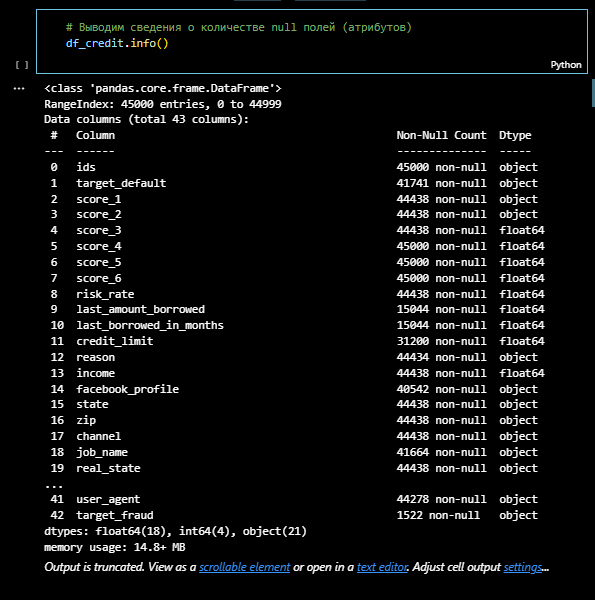 # Выводим сведения о количестве null полей (атрибутов)
df_credit.info()
[ ]
Python
... <class 'pandas.core.frame.DataFrame'>
RangeIndex: 45000 entries, 0 to 44999
Data columns (total 43 columns):
 #   Column                                            Non-Null Count  Dtype
---  ------                                            --------------  -----
 0   ids                                               45000 non-null  object
 1   target_default                                    41741 non-null  object
 2   score_1                                           44438 non-null  object
 3   score_2                                           44438 non-null  object
 4   score_3                                           44438 non-null  float64
 5   score_4                                           45000 non-null  float64
 6   score_5                                           45000 non-null  float64
 7   score_6                                           45000 non-null  float64
 8   risk_rate                                         44438 non-null  float64
 9   last_amount_borrowed                              15044 non-null  float64
 10  last_borrowed_in_months                           15044 non-null  float64
 11  credit_limit                                      31200 non-null  float64
 12  reason                                            44434 non-null  object
 13  income                                            44438 non-null  float64
 14  facebook_profile                                  40542 non-null  object
 15  state                                             44438 non-null  object
 16  zip                                               44438 non-null  object
 17  channel                                           44438 non-null  object
 18  job_name                                          41664 non-null  object
 19  real_state                                        44438 non-null  object
...
 41  user_agent                                        44278 non-null  object
 42  target_fraud                                      1522 non-null   object
dtypes: float64(18), int64(4), object(21)
memory usage: 14.8+ MB
Output is truncated. View as a scrollable element or open in a text editor. Adjust cell output settings...